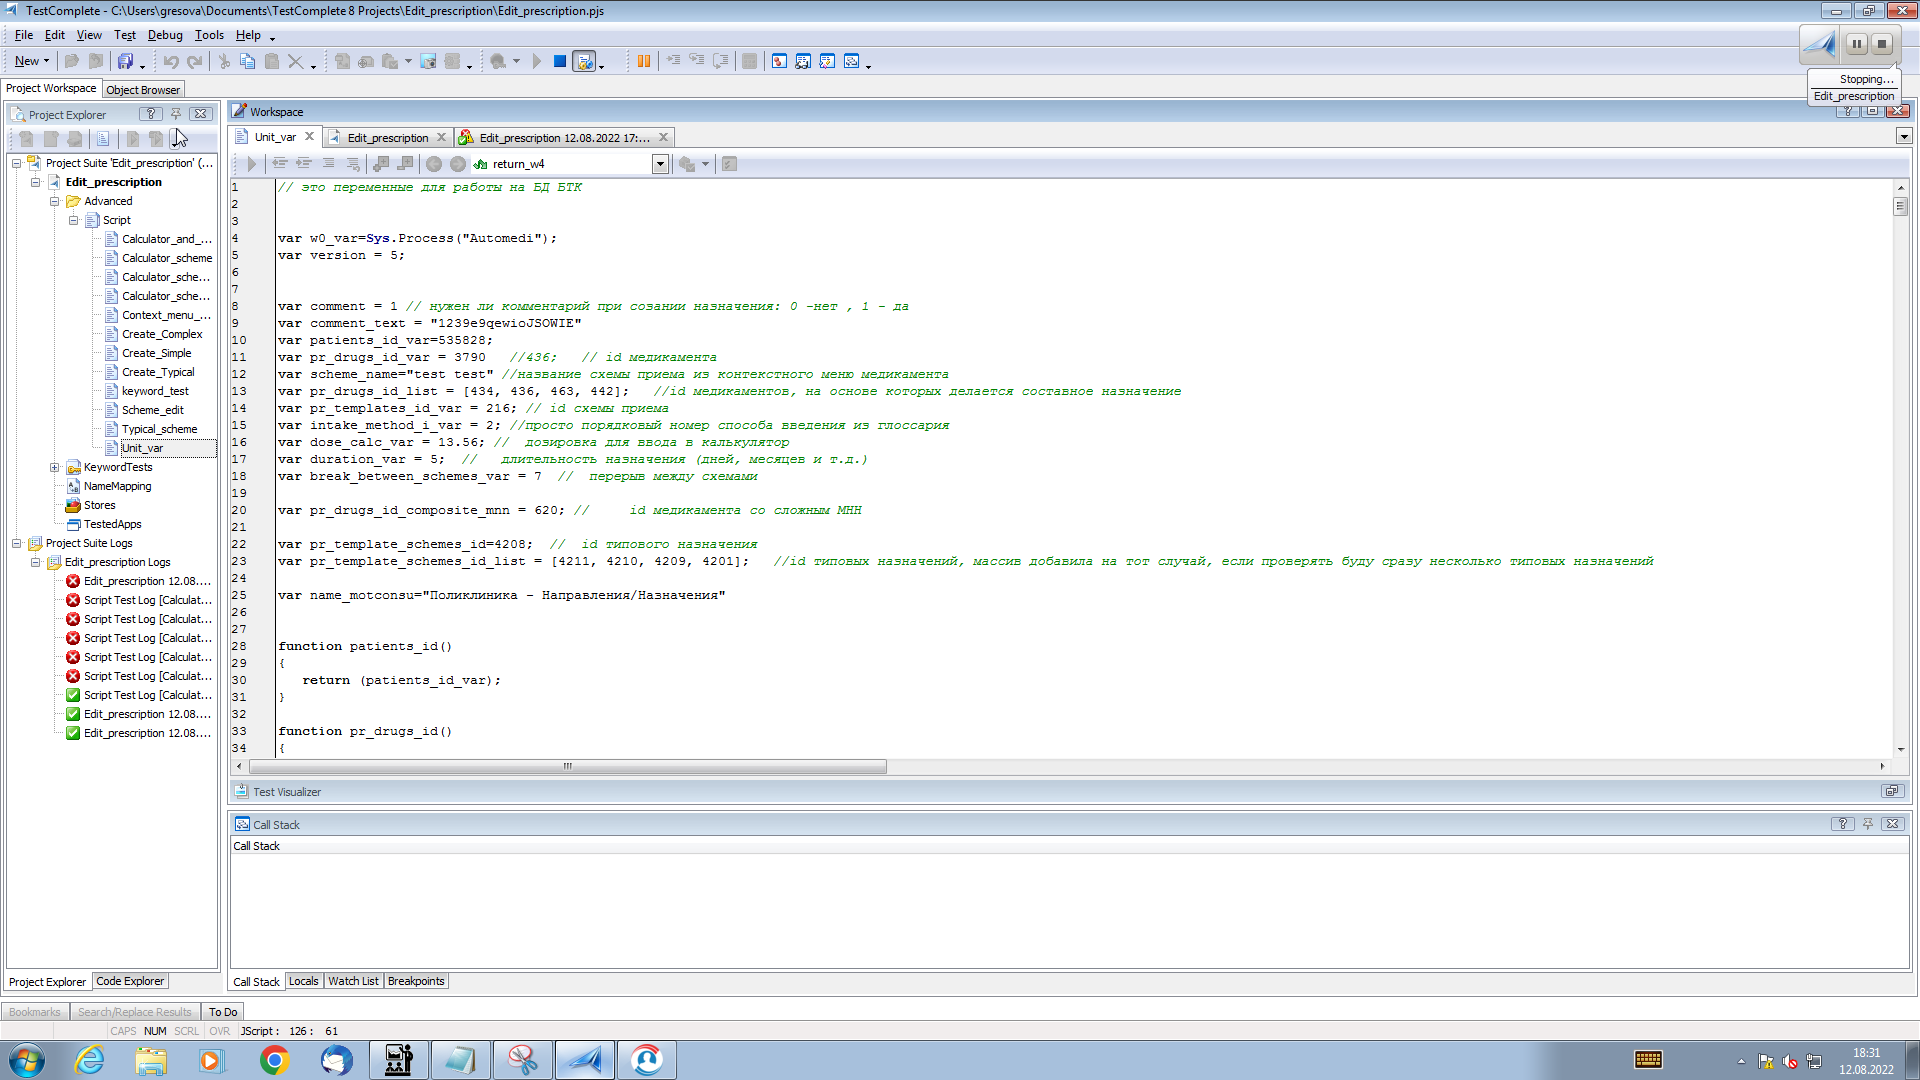 TestComplete - C:\Users\gresova\Documents\TestComplete 8 Projects\Edit_prescription\Edit_prescription.pjs
File Edit View Test Debug Tools Help
New
Stopping...
Edit_prescription
Project Workspace Object Browser
Project Explorer
Workspace
Unit_var Edit_prescription Edit_prescription 12.08.2022 17:...
return_w4
Project Suite 'Edit_prescription' (...
Edit_prescription
Advanced
Script
Calculator_and_...
Calculator_scheme
Calculator_sche...
Calculator_sche...
Context_menu_...
Create_Complex
Create_Simple
Create_Typical
keyword_test
Scheme_edit
Typical_scheme
Unit_var
KeywordTests
NameMapping
Stores
TestedApps
Project Suite Logs
Edit_prescription Logs
Edit_prescription 12.08....
Script Test Log [Calculat...
Script Test Log [Calculat...
Script Test Log [Calculat...
Script Test Log [Calculat...
Script Test Log [Calculat...
Script Test Log [Calculat...
Edit_prescription 12.08....
Edit_prescription 12.08....
Project Explorer Code Explorer
1 // это переменные для работы на БД БТК
2
3
4 var w0_var=Sys.Process("Automedi");
5 var version = 5;
6
7
8 var comment = 1 // нужен ли комментарий при созании назначения: 0 -нет , 1 - да
9 var comment_text = "1239e9qewioJSOWIE"
10 var patients_id_var=535828;
11 var pr_drugs_id_var = 3790 //436; // id медикамента
12 var scheme_name="test test" //название схемы приема из контекстного меню медикамента
13 var pr_drugs_id_list = [434, 436, 463, 442]; //id медикаментов, на основе которых делается составное назначение
14 var pr_templates_id_var = 216; // id схемы приема
15 var intake_method_i_var = 2; //просто порядковый номер способа введения из глоссария
16 var dose_calc_var = 13.56; // дозировка для ввода в калькулятор
17 var duration_var = 5; // длительность назначения (дней, месяцев и т.д.)
18 var break_between_schemes_var = 7 // перерыв между схемами
19
20 var pr_drugs_id_composite_mnn = 620; // id медикамента со сложным МНН
21
22 var pr_template_schemes_id=4208; // id типового назначения
23 var pr_template_schemes_id_list = [4211, 4210, 4209, 4201]; //id типовых назначений, массив добавила на тот случай, если проверять буду сразу несколько типовых назначений
24
25 var name_motconsu="Поликлиника - Направления/Назначения"
26
27
28 function patients_id()
29 {
30 return (patients_id_var);
31 }
32
33 function pr_drugs_id()
34 {
Test Visualizer
Call Stack
Call Stack
Call Stack Locals Watch List Breakpoints
Bookmarks Search/Replace Results To Do
CAPS NUM SCRL OVR JScript : 126 : 61
18:31
12.08.2022